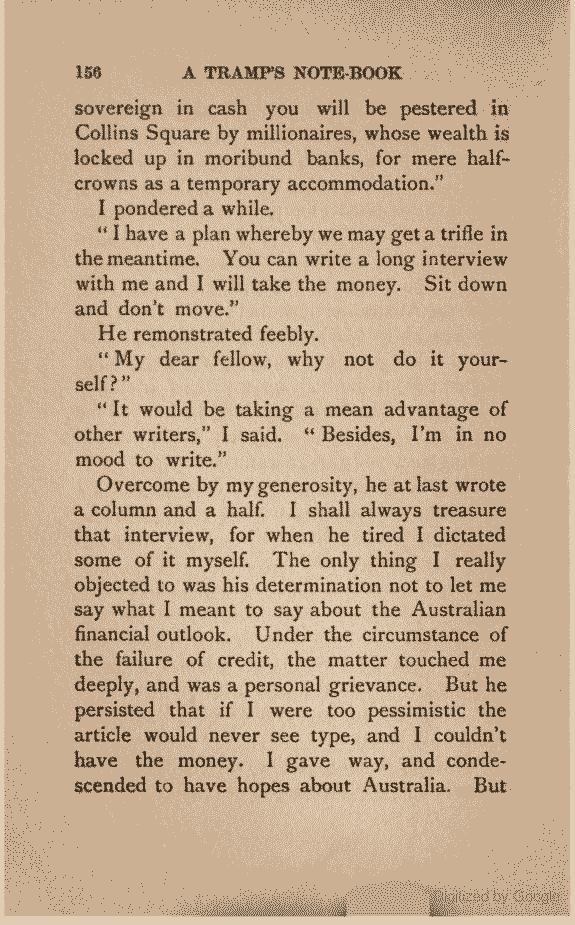 156 A TRAMP'S NOTE-BOOK
sovereign in cash you will be pestered in
Collins Square by millionaires, whose wealth is
locked up in moribund banks, for mere half-
crowns as a temporary accommodation."
I pondered a while.
"I have a plan whereby we may get a trifle in
the meantime. You can write a long interview
with me and I will take the money. Sit down
and don't move."
He remonstrated feebly.
"My dear fellow, why not do it your-
self?"
"It would be taking a mean advantage of
other writers," I said. "Besides, I'm in no
mood to write."
Overcome by my generosity, he at last wrote
a column and a half. I shall always treasure
that interview, for when he tired I dictated
some of it myself. The only thing I really
objected to was his determination not to let me
say what I meant to say about the Australian
financial outlook. Under the circumstance of
the failure of credit, the matter touched me
deeply, and was a personal grievance. But he
persisted that if I were too pessimistic the
article would never see type, and I couldn't
have the money. I gave way, and conde-
scended to have hopes about Australia. But
Digitized by Google